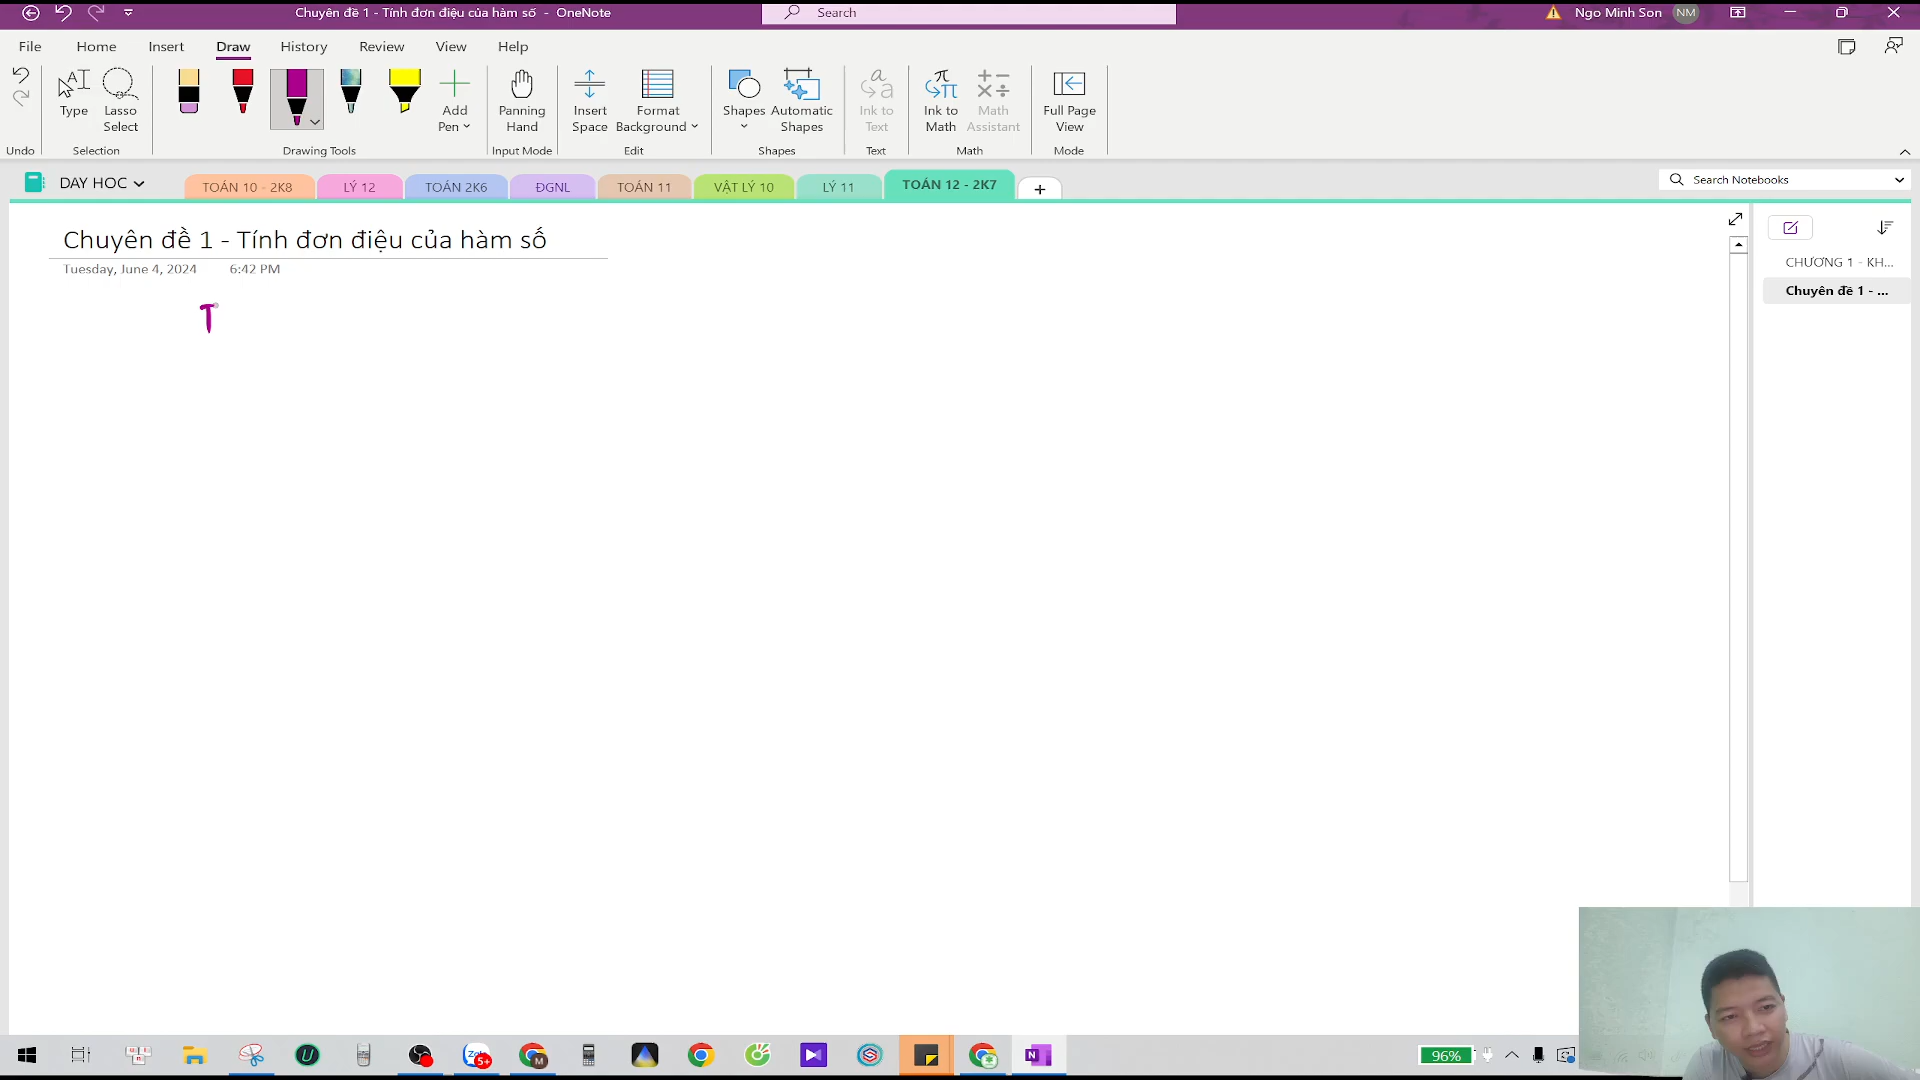 Chuyên đề 1 - Tính đơn điệu của hàm số - OneNote
Search
Ngo Minh Son NM
File Home Insert Draw History Review View Help
Type
Lasso Select
Add Pen
Panning Hand
Insert Space
Format Background
Shapes
Automatic Shapes
Ink to Text
Ink to Math
Math Assistant
Full Page View
Undo Selection Drawing Tools Input Mode Edit Shapes Text Math Mode
DAY HOC
TOÁN 10 - 2K8 LÝ 12 TOÁN 2K6 ĐGNL TOÁN 11 VẬT LÝ 10 LÝ 11 TOÁN 12 - 2K7
Search Notebooks
Chuyên đề 1 - Tính đơn điệu của hàm số
Tuesday, June 4, 2024 6:42 PM
CHƯƠNG 1 - KH...
Chuyên đề 1 - ...
T
5+
M
96%